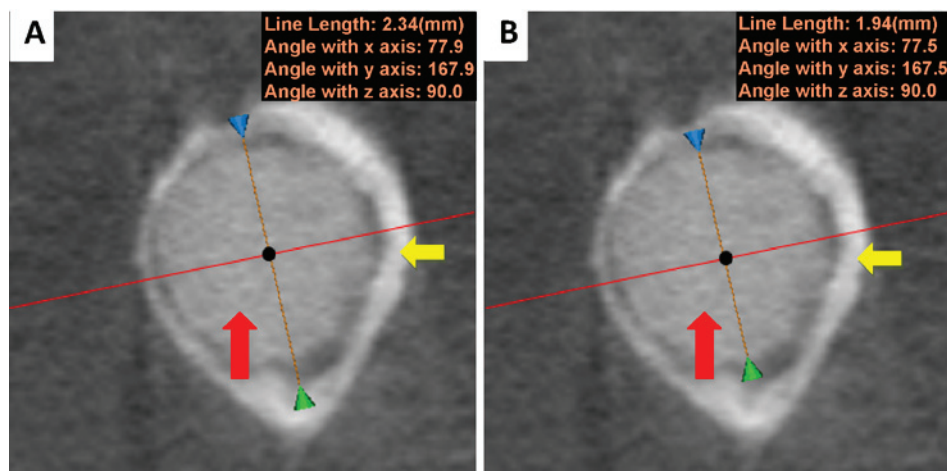 A
Line Length: 2.34(mm)
Angle with x axis: 77.9
Angle with y axis: 167.9
Angle with z axis: 90.0
B
Line Length: 1.94(mm)
Angle with x axis: 77.5
Angle with y axis: 167.5
Angle with z axis: 90.0